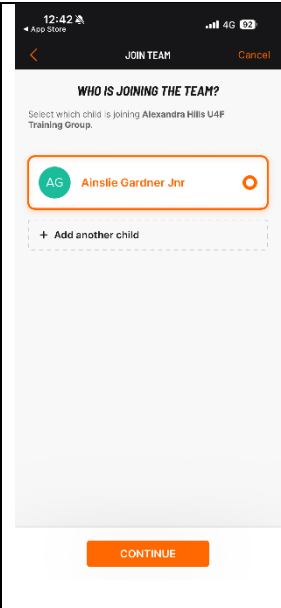 12:42
4G 92
◀ App Store
JOIN TEAM
Cancel
WHO IS JOINING THE TEAM?
Select which child is joining Alexandra Hills U4F
Training Group.
AG
Ainslie Gardner Jnr
+ Add another child
CONTINUE